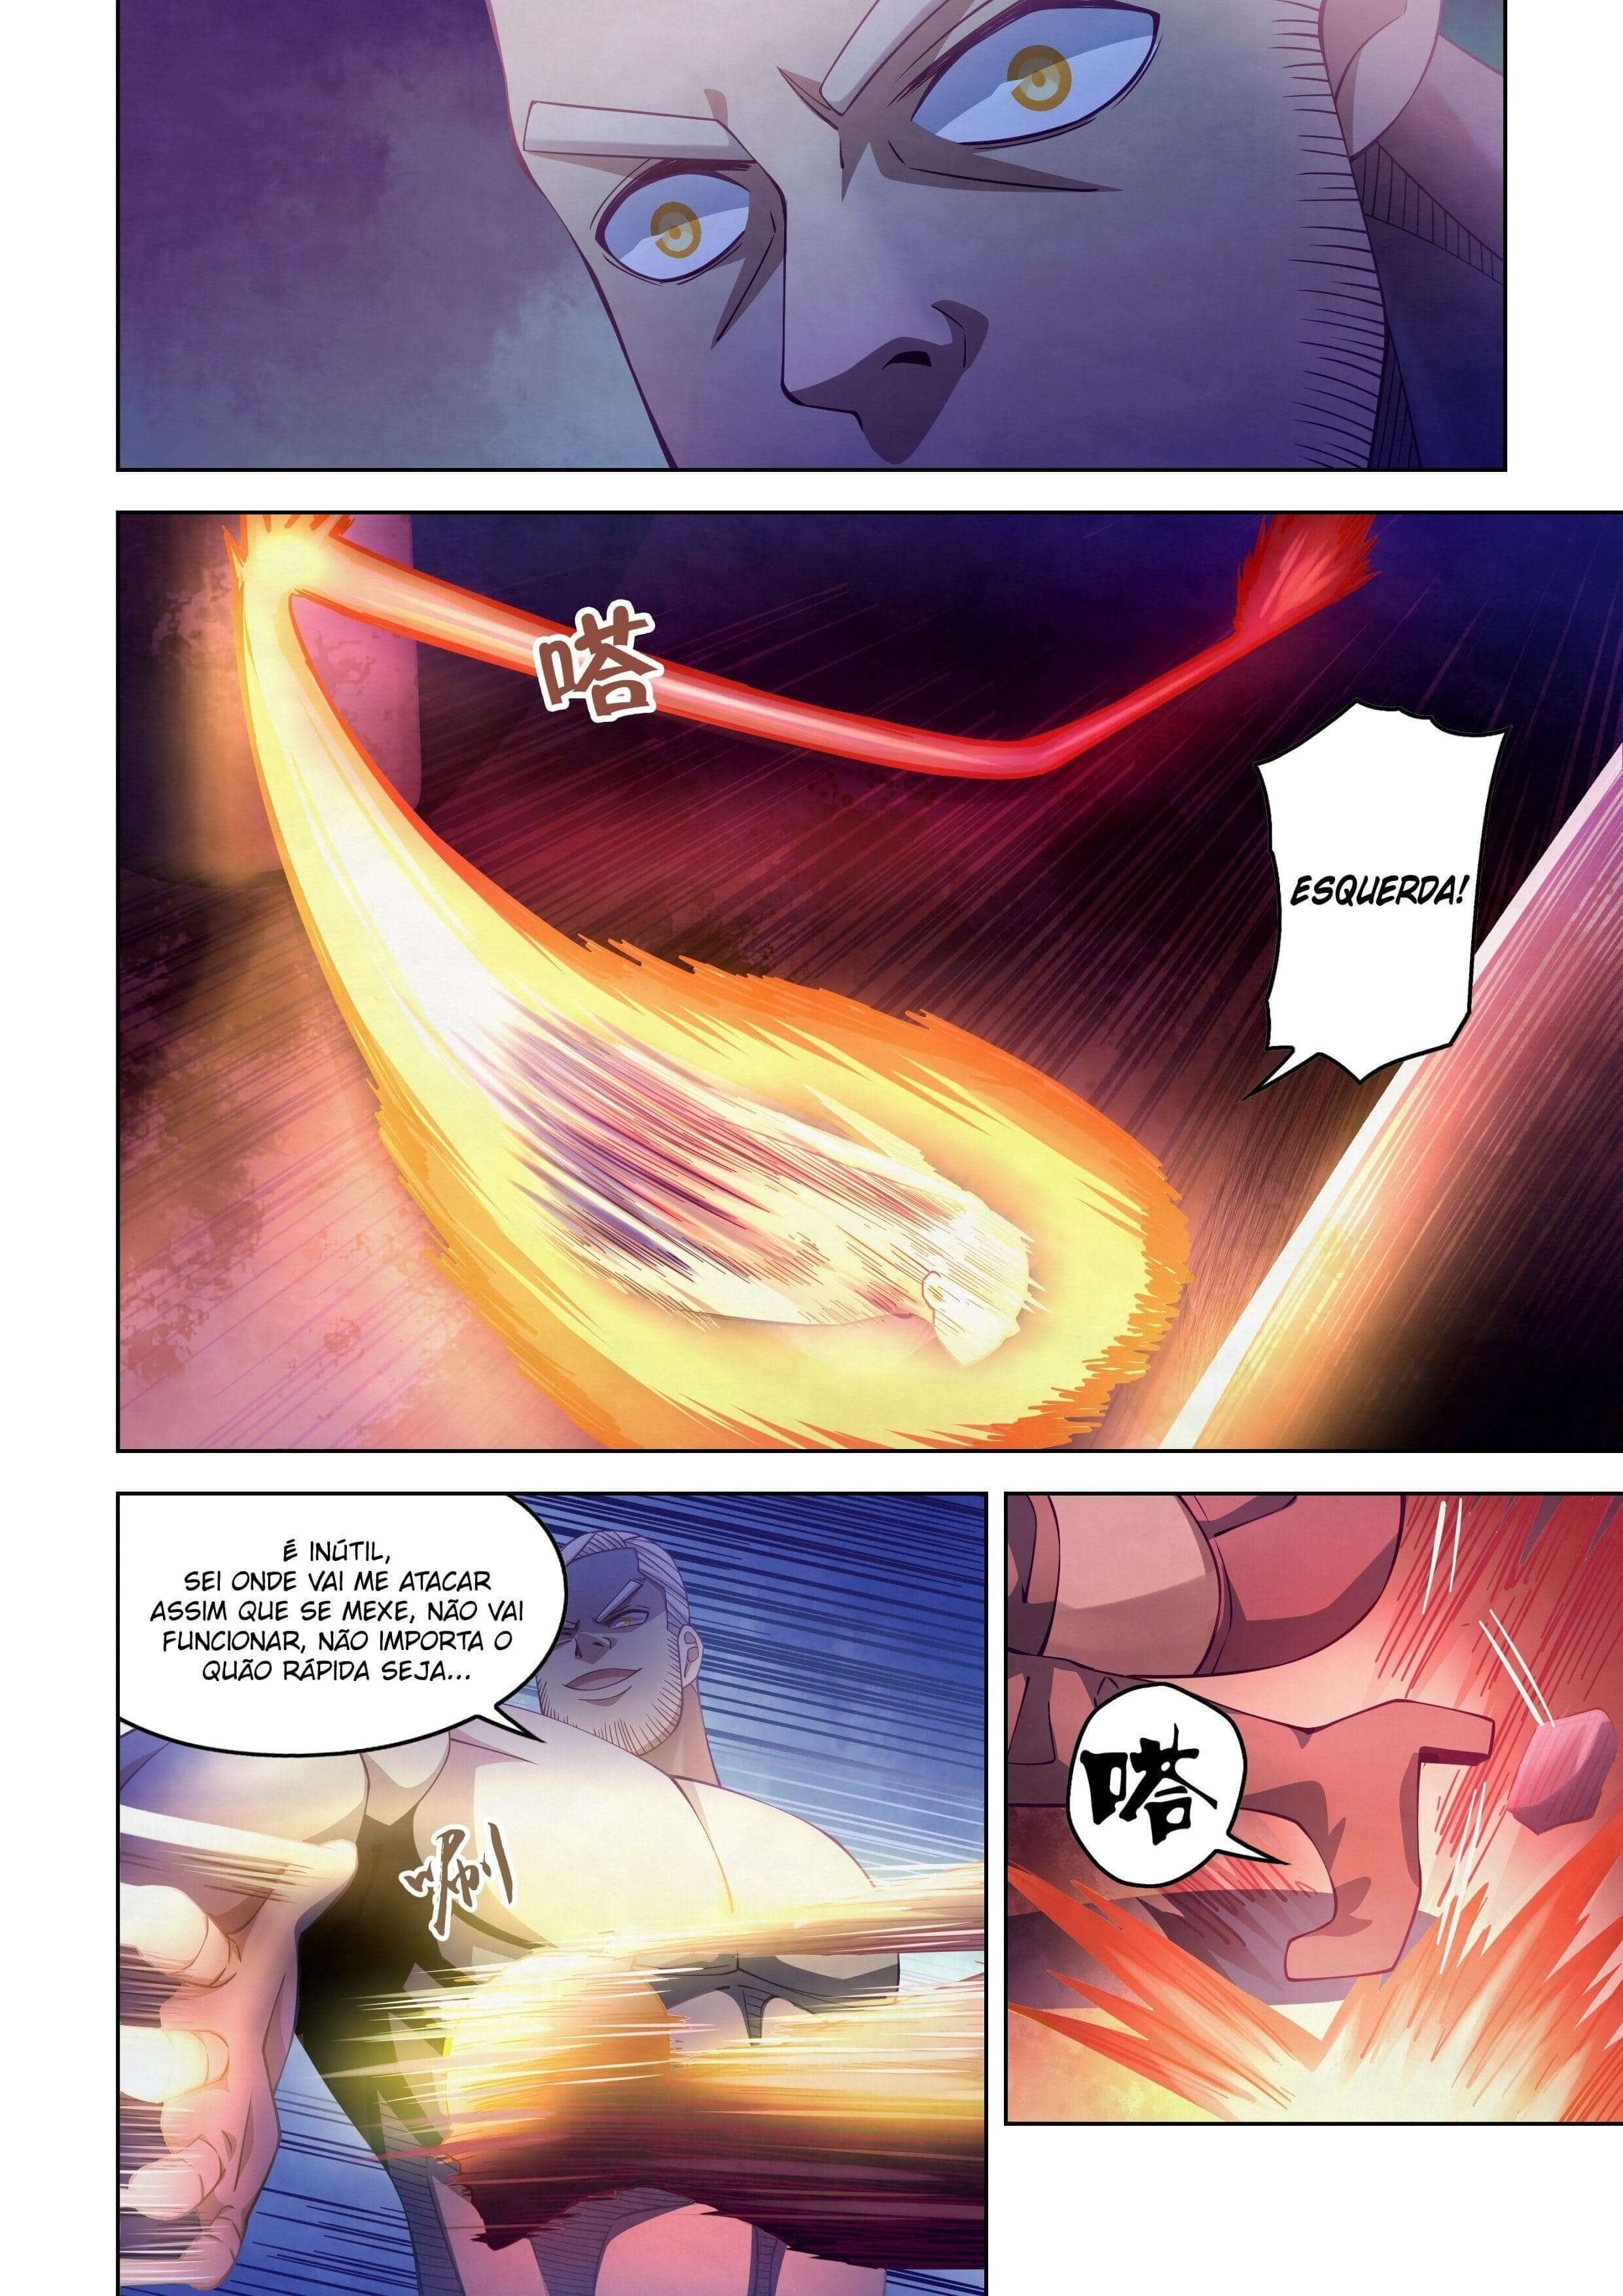 嗒
ESQUERDA!
É INÚTIL,
SEI ONDE VAI ME ATACAR
ASSIM QUE SE MEXE, NÃO VAI
FUNCIONAR, NÃO IMPORTA O
QUÃO RÁPIDA SEJA...
唰
嗒